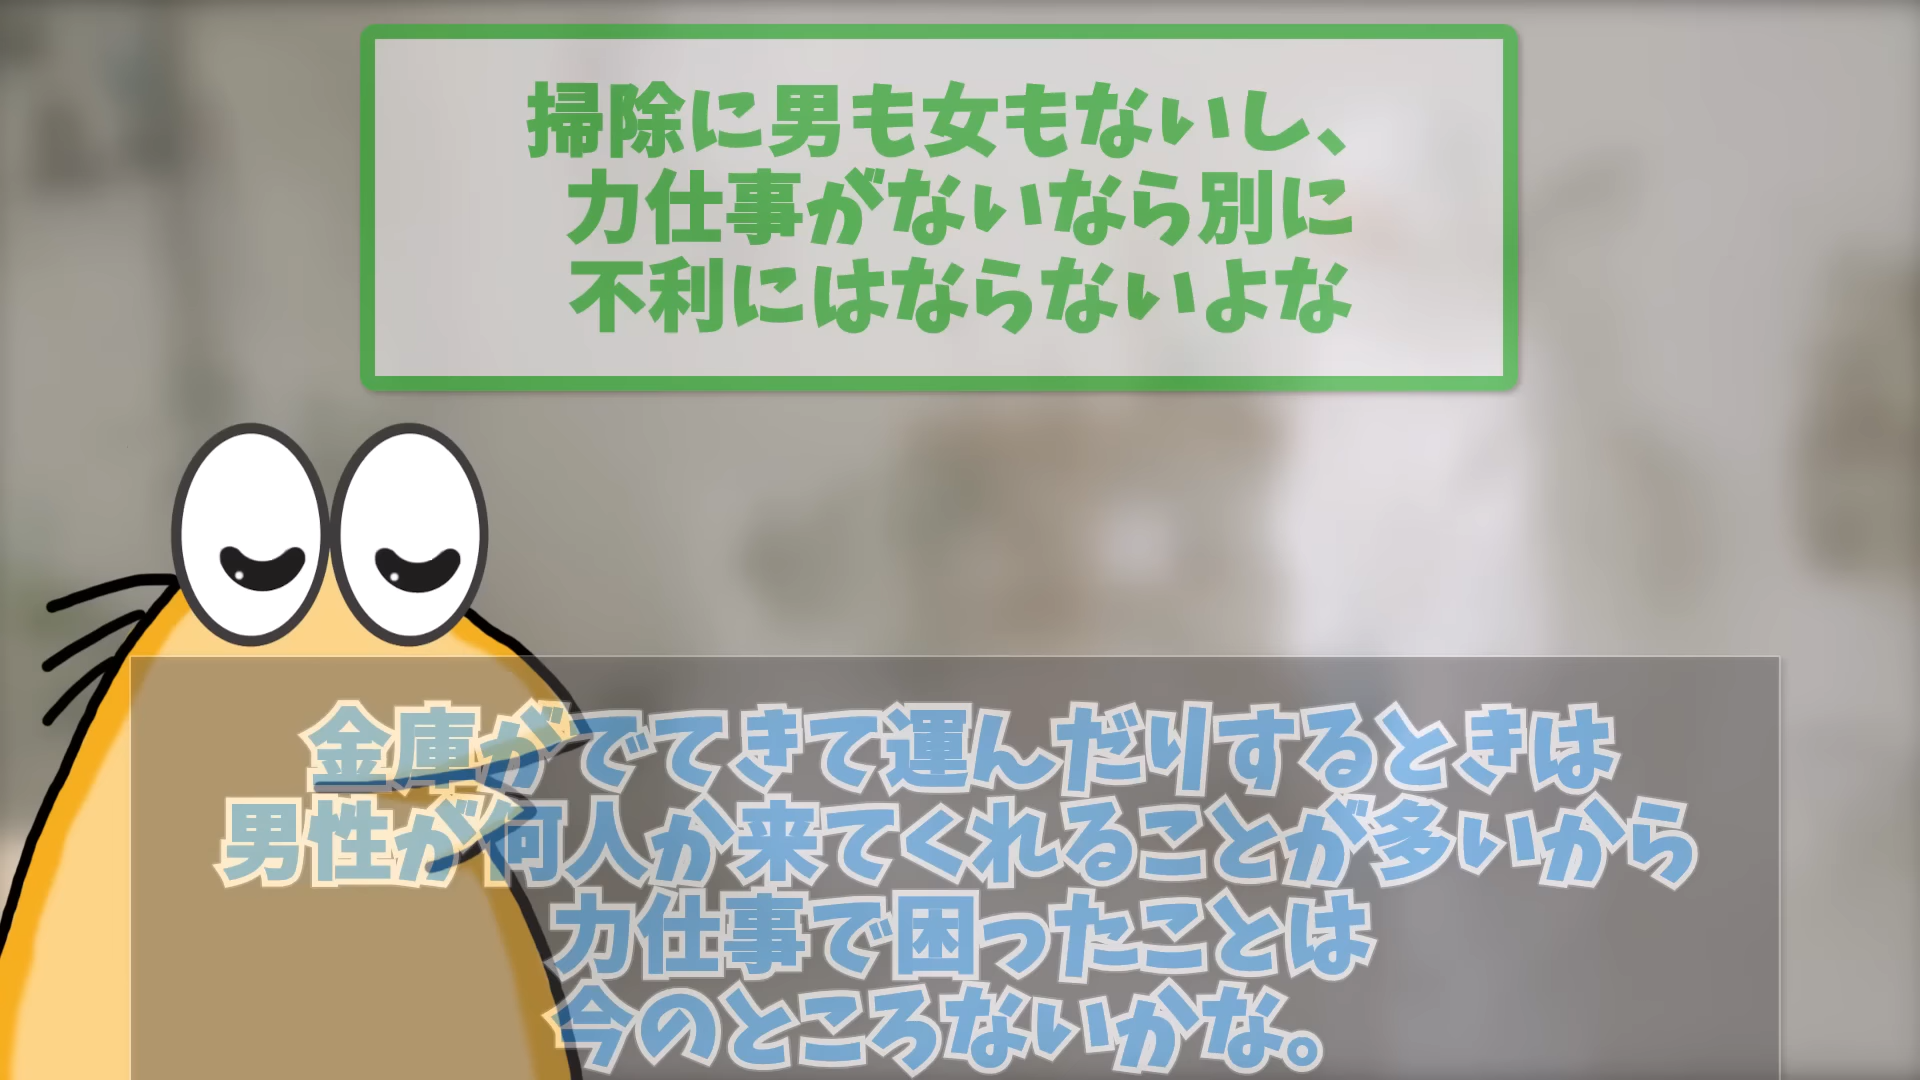 掃除に男も女もないし、
力仕事がないなら別に
不利にはならないよな
金庫がでてきて運んだりするときは
男性が何人か来てくれることが多いから
力仕事で困ったことは
今のところないかな。